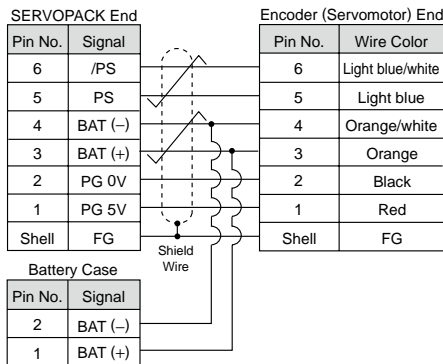 SERVOPACK End
Pin No. Signal
6 /PS
5 PS
4 BAT (−)
3 BAT (+)
2 PG 0V
1 PG 5V
Shell FG
Shield
Wire
Encoder (Servomotor) End
Pin No. Wire Color
6 Light blue/white
5 Light blue
4 Orange/white
3 Orange
2 Black
1 Red
Shell FG
Battery Case
Pin No. Signal
2 BAT (−)
1 BAT (+)